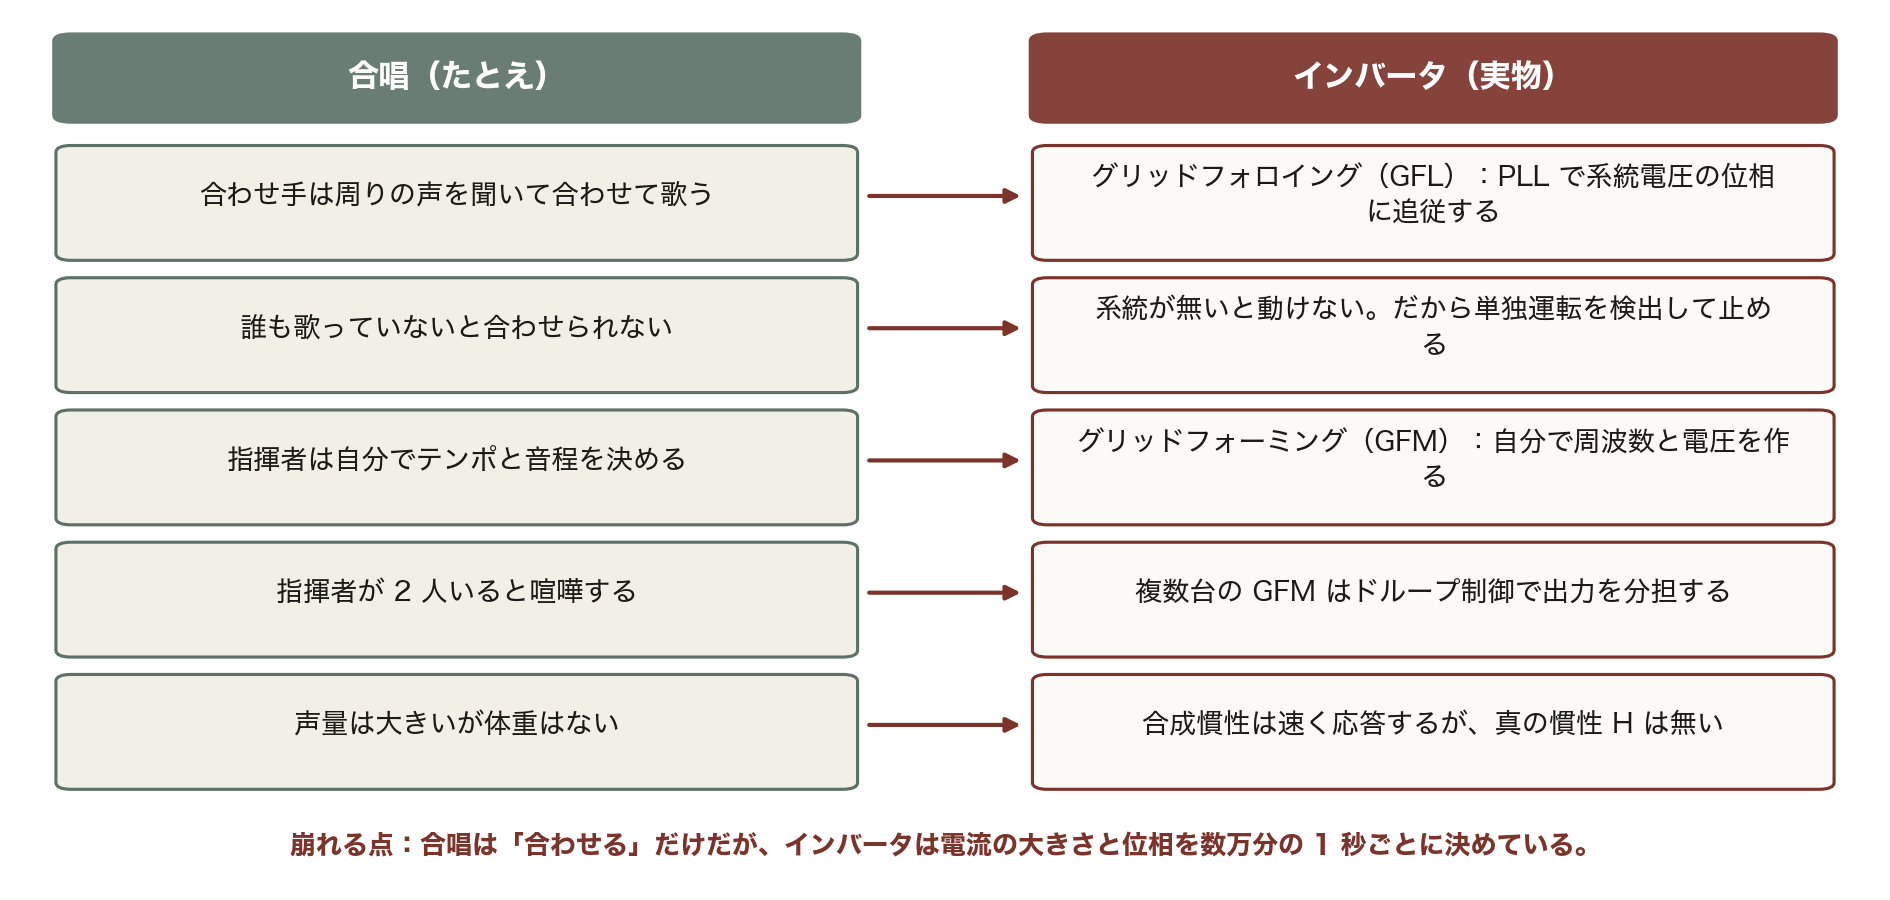 合唱（たとえ）
インバータ（実物）
合わせ手は周りの声を聞いて合わせて歌う
グリッドフォロイング（GFL）：PLL で系統電圧の位相
に追従する
誰も歌っていないと合わせられない
系統が無いと動けない。だから単独運転を検出して止め
る
指揮者は自分でテンポと音程を決める
グリッドフォーミング（GFM）：自分で周波数と電圧を作
る
指揮者が 2 人いると喧嘩する
複数台の GFM はドループ制御で出力を分担する
声量は大きいが体重はない
合成慣性は速く応答するが、真の慣性 H は無い
崩れる点：合唱は「合わせる」だけだが、インバータは電流の大きさと位相を数万分の 1 秒ごとに決めている。